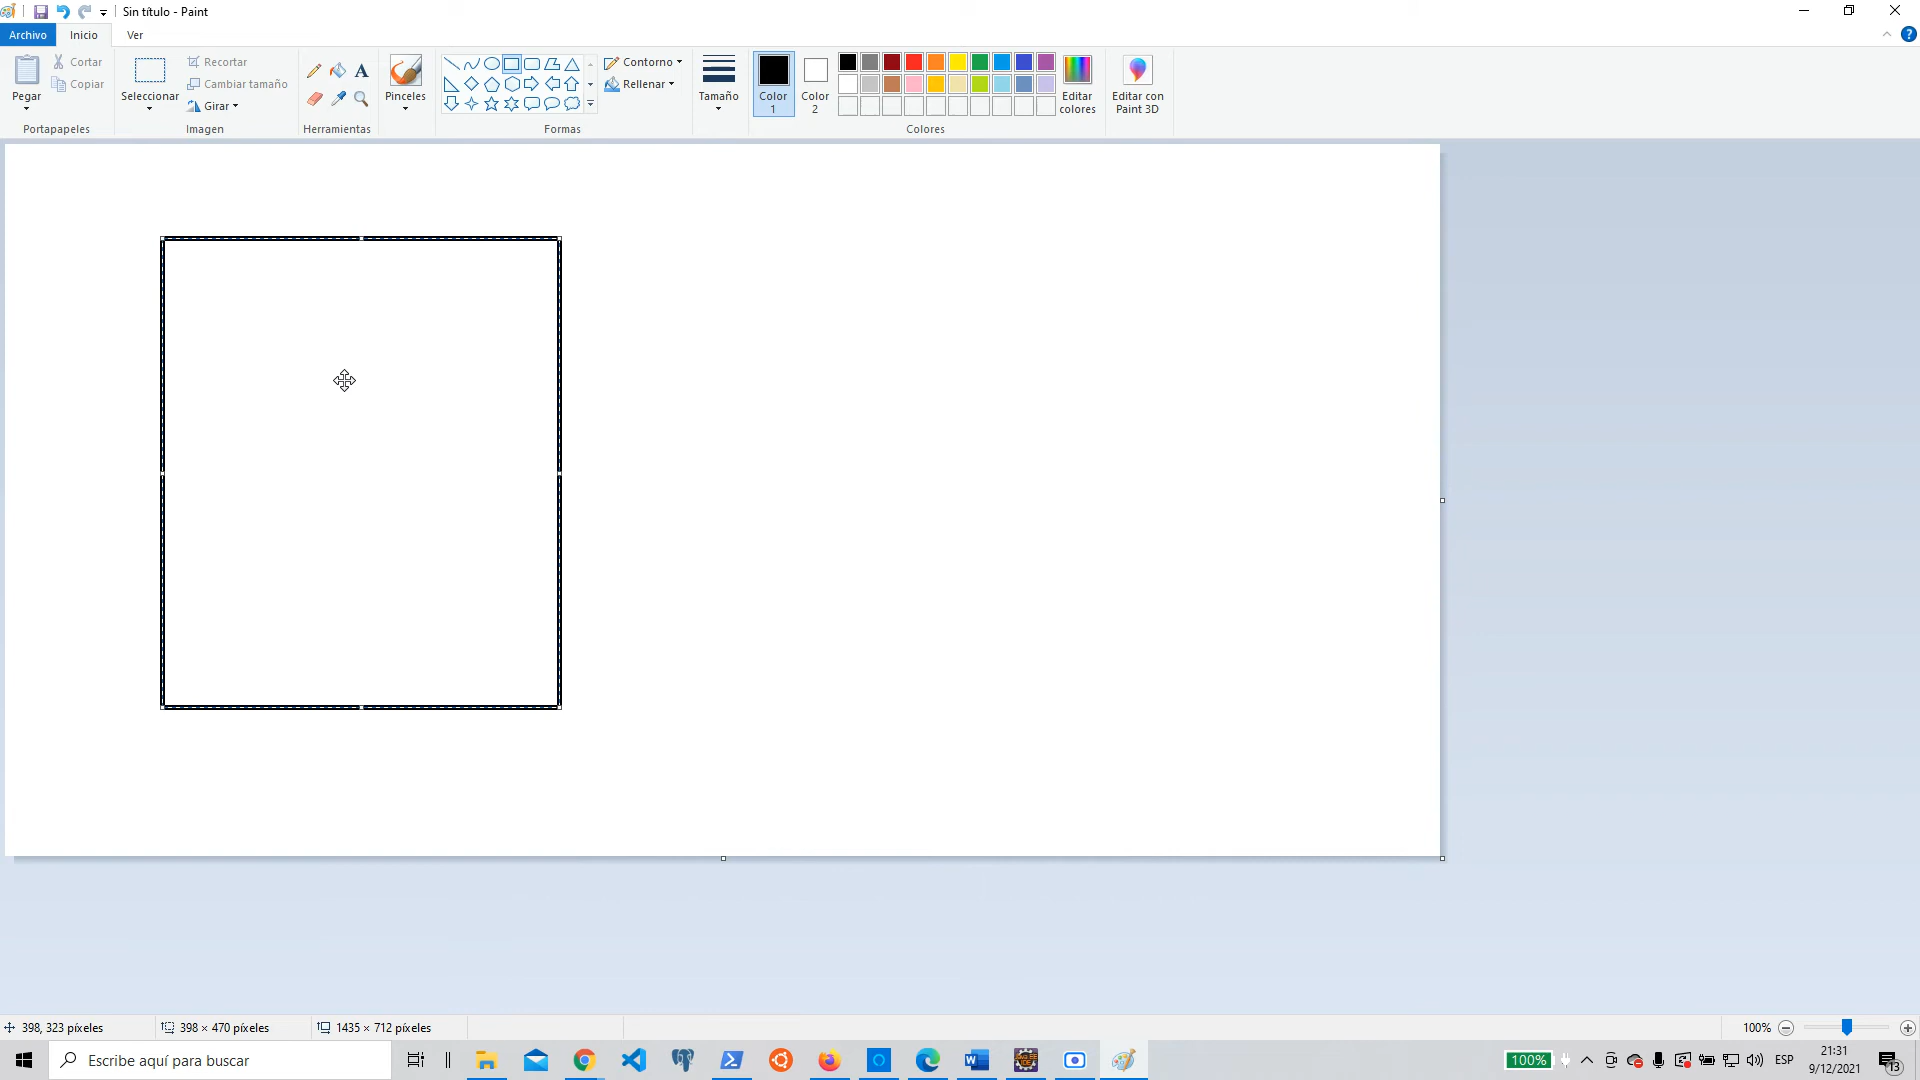 Sin título - Paint
Archivo
Inicio
Ver
Pegar
Cortar
Copiar
Portapapeles
Seleccionar
Recortar
Cambiar tamaño
Girar
Imagen
A
Herramientas
Pinceles
Contorno
Rellenar
Formas
Tamaño
Color
1
Color
2
Editar
colores
Colores
Editar con
Paint 3D
398, 323 píxeles
398 × 470 píxeles
1435 × 712 píxeles
100%
Escribe aquí para buscar
100%
ESP
21:31
9/12/2021
13